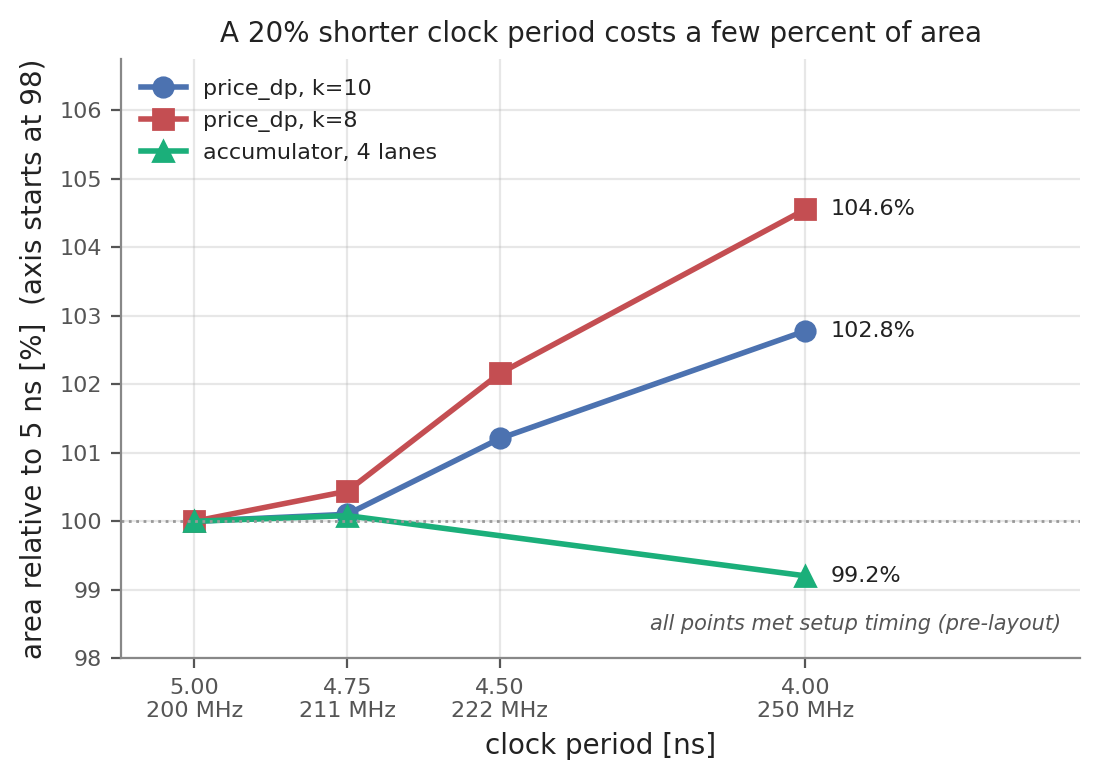 A 20% shorter clock period costs a few percent of area
area relative to 5 ns [%]  (axis starts at 98)
price_dp, k=10
price_dp, k=8
accumulator, 4 lanes
106
105
104
103
102
101
100
99
98
104.6%
102.8%
99.2%
all points met setup timing (pre-layout)
5.00
200 MHz
4.75
211 MHz
4.50
222 MHz
4.00
250 MHz
clock period [ns]